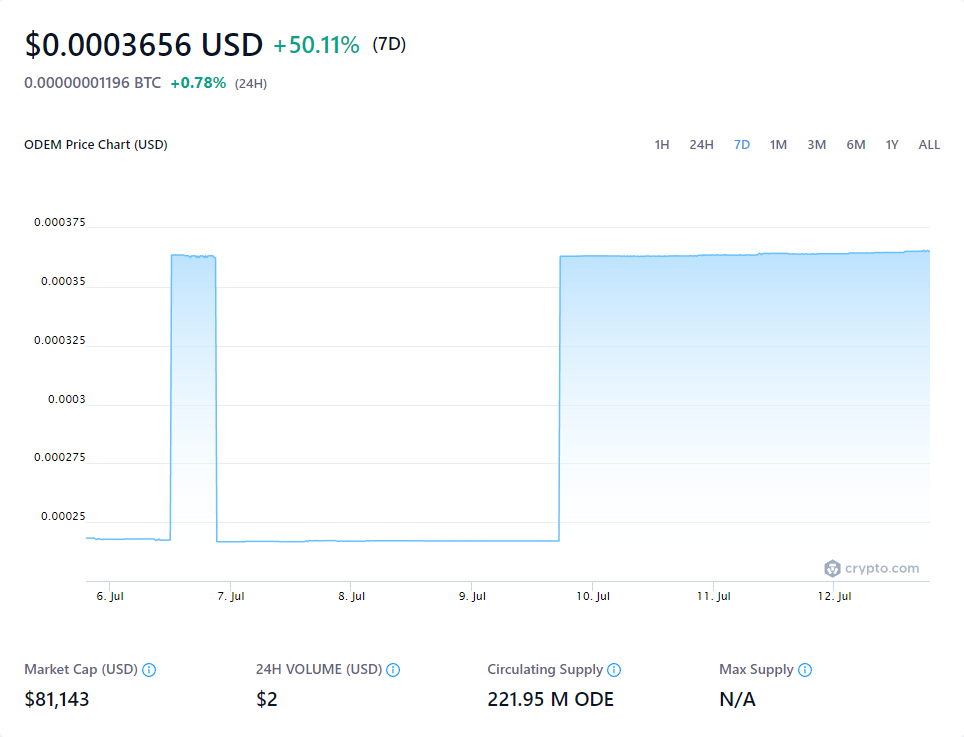 $0.0003656 USD +50.11% (7D)
0.00000001196 BTC +0.78% (24H)
ODEM Price Chart (USD) 1H 24H 7D 1M 3M 6M 1Y ALL
0.000375
0.00035
0.000325
0.0003
0.000275
0.00025
crypto.com
6. Jul 7. Jul 8. Jul 9. Jul 10. Jul 11. Jul 12. Jul
Market Cap (USD) 24H VOLUME (USD) Circulating Supply Max Supply
$81,143 $2 221.95 M ODE N/A